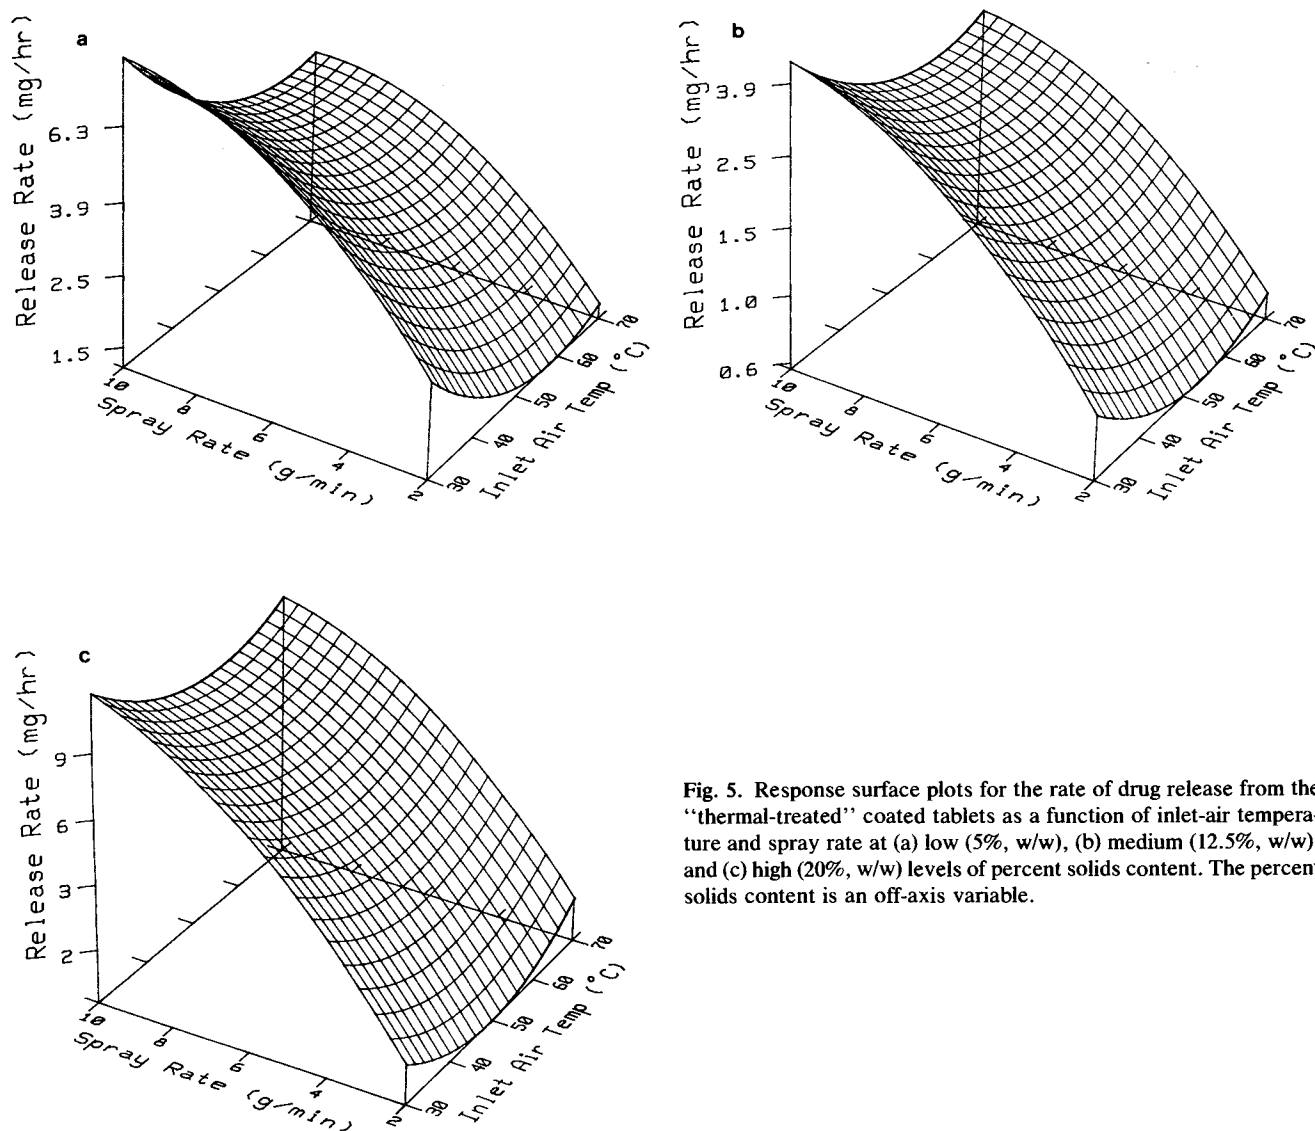 a
Release Rate (mg/hr)
6.3
3.9
2.5
1.5
10
8
6
4
2
Spray Rate (g/min)
30
40
50
60
70
Inlet Air Temp (°C)
b
Release Rate (mg/hr)
3.9
2.5
1.5
1.0
0.6
10
8
6
4
2
Spray Rate (g/min)
30
40
50
60
70
Inlet Air Temp (°C)
c
Release Rate (mg/hr)
9
6
3
2
10
8
6
4
2
Spray Rate (g/min)
30
40
50
60
70
Inlet Air Temp (°C)
Fig. 5. Response surface plots for the rate of drug release from the
“thermal-treated” coated tablets as a function of inlet-air tempera-
ture and spray rate at (a) low (5%, w/w), (b) medium (12.5%, w/w)
and (c) high (20%, w/w) levels of percent solids content. The percent
solids content is an off-axis variable.